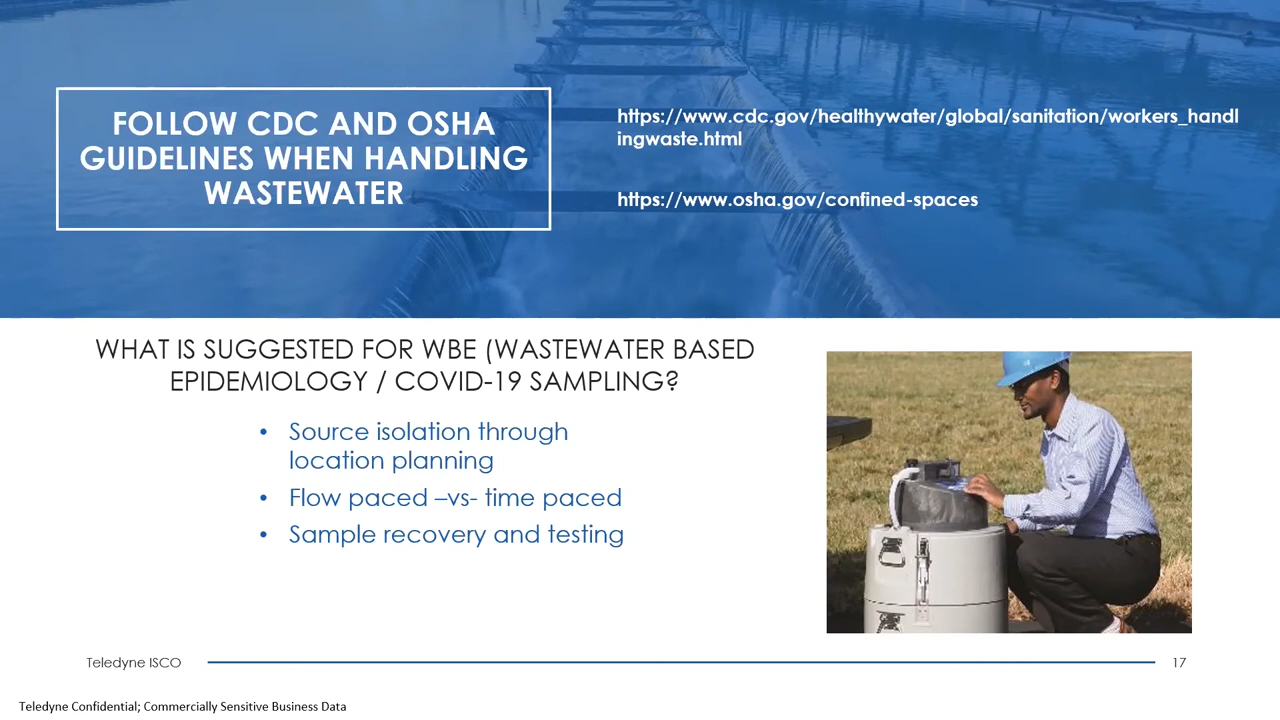 FOLLOW CDC AND OSHA
GUIDELINES WHEN HANDLING
WASTEWATER
https://www.cdc.gov/healthywater/global/sanitation/workers_handl
ingwaste.html
https://www.osha.gov/confined-spaces
WHAT IS SUGGESTED FOR WBE (WASTEWATER BASED
EPIDEMIOLOGY / COVID-19 SAMPLING?
• Source isolation through
location planning
• Flow paced –vs- time paced
• Sample recovery and testing
Teledyne ISCO
17
Teledyne Confidential; Commercially Sensitive Business Data